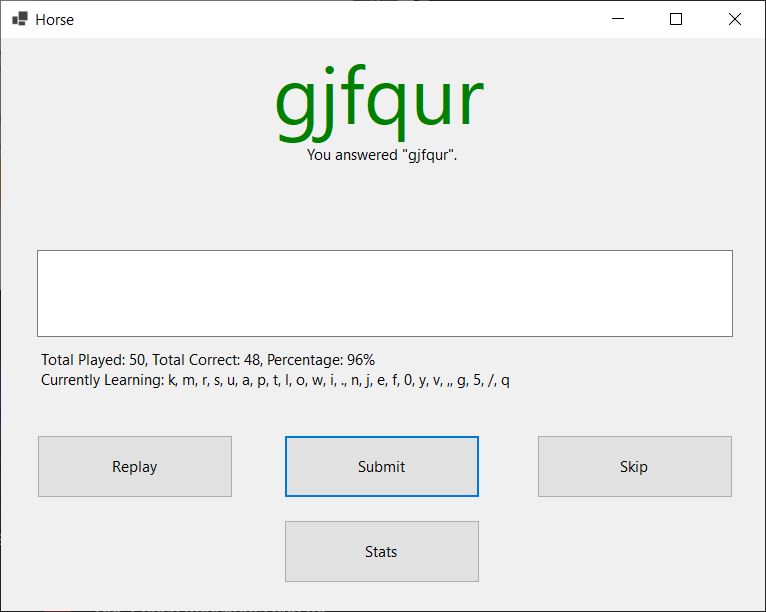 Horse
gjfqur
You answered "gjfqur".
Total Played: 50, Total Correct: 48, Percentage: 96%
Currently Learning: k, m, r, s, u, a, p, t, l, o, w, i, ., n, j, e, f, 0, y, v, ,, g, 5, /, q
Replay
Submit
Skip
Stats